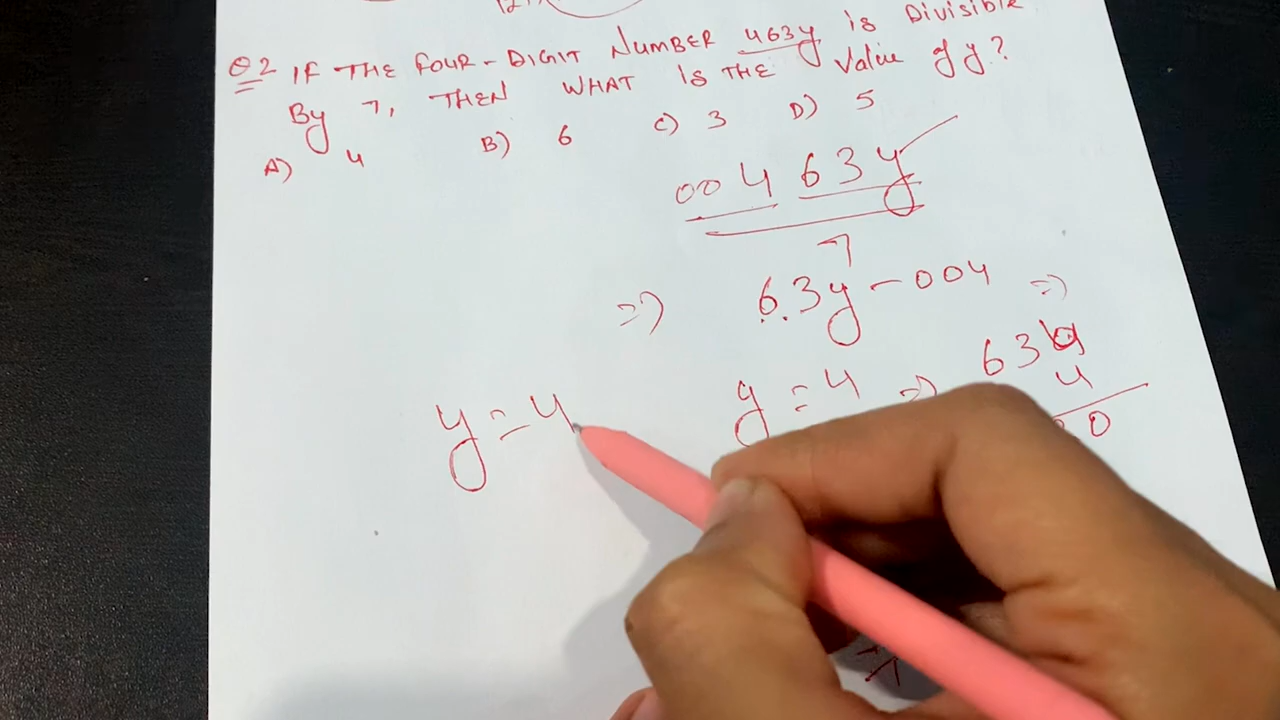 Q2 IF THE FOUR-DIGIT NUMBER 463y is Divisible
By 7, THEN WHAT is THE Value of y?
A) 4 B) 6 C) 3 D) 5
004 63y
7
=> 63y - 004 =>
y = 4 => 634
4
0
y = 4